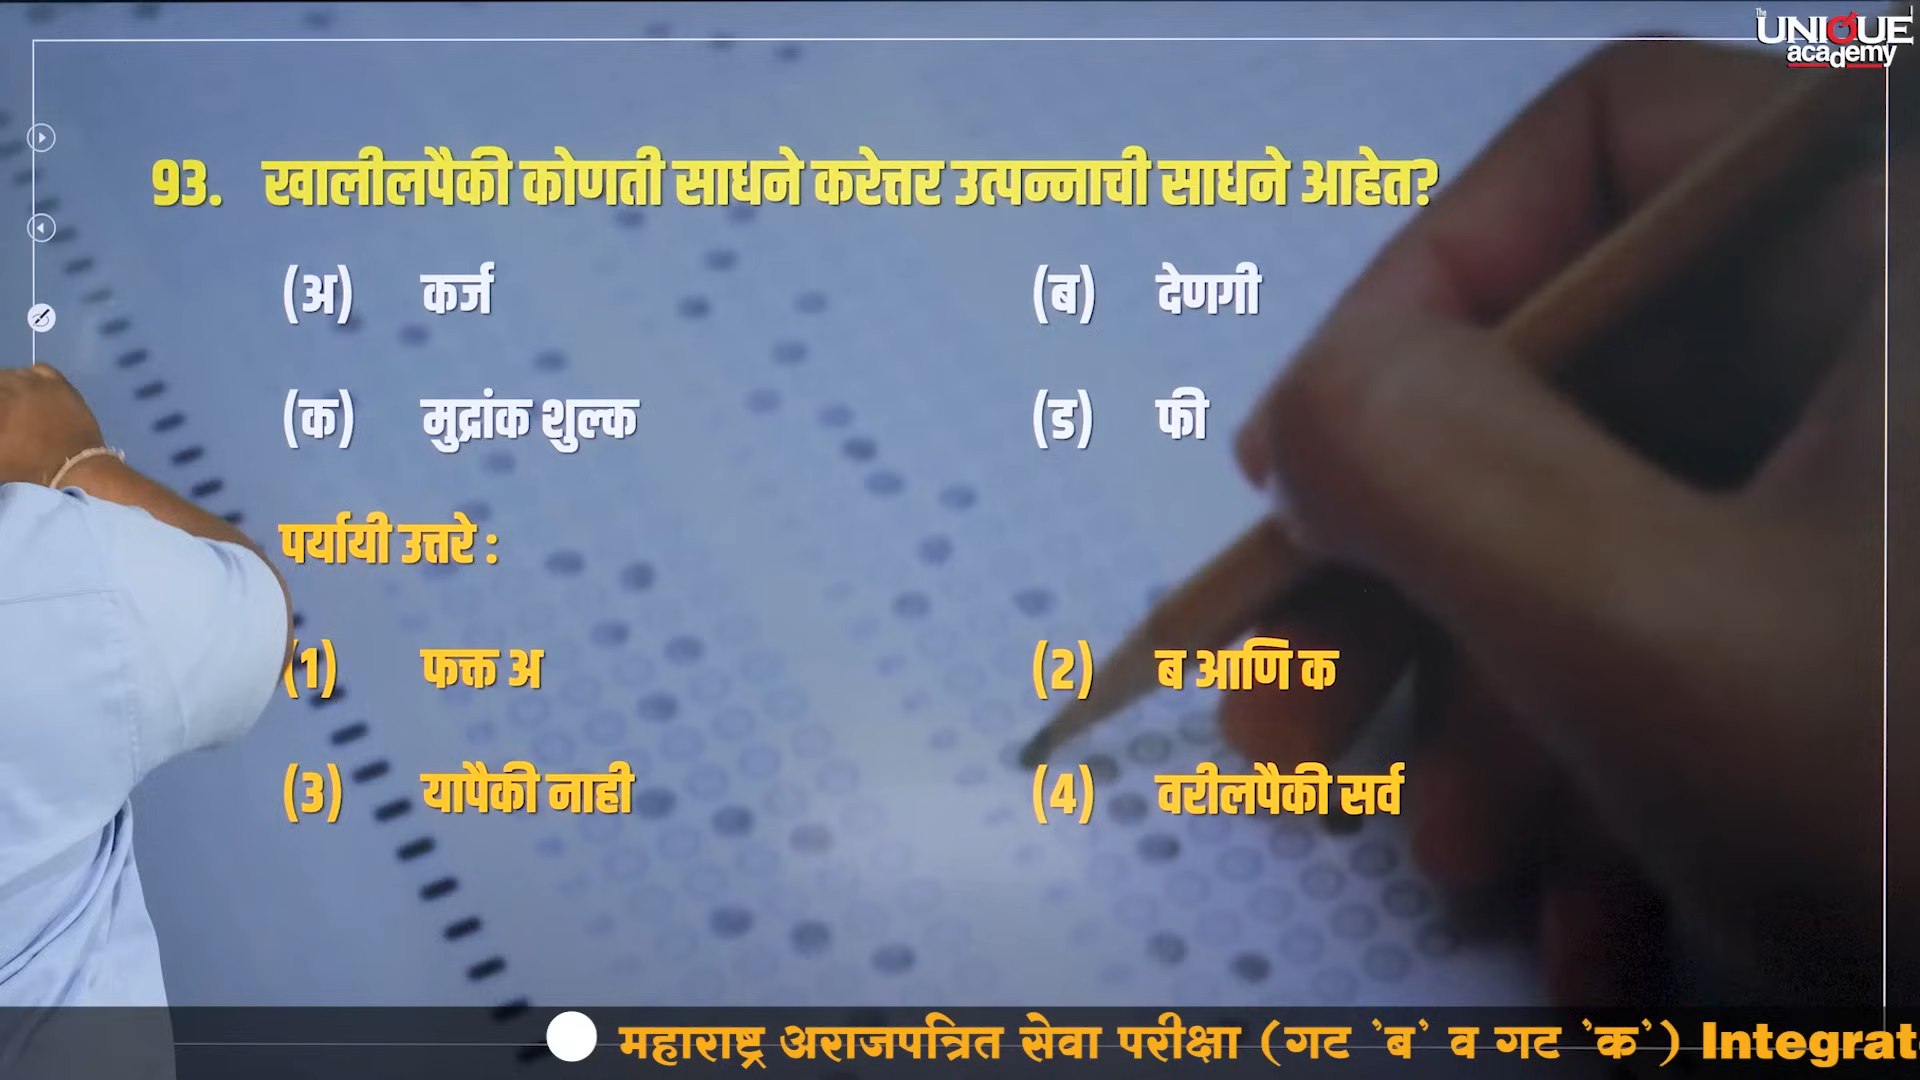 The
UNIQUE
academy
93. खालीलपैकी कोणती साधने करेत्तर उत्पन्नाची साधने आहेत?
(अ) कर्ज (ब) देणगी
(क) मुद्रांक शुल्क (ड) फी
पर्यायी उत्तरे :
(1) फक्त अ (2) ब आणि क
(3) यापैकी नाही (4) वरीलपैकी सर्व
महाराष्ट्र अराजपत्रित सेवा परीक्षा (गट 'ब' व गट 'क') Integrat